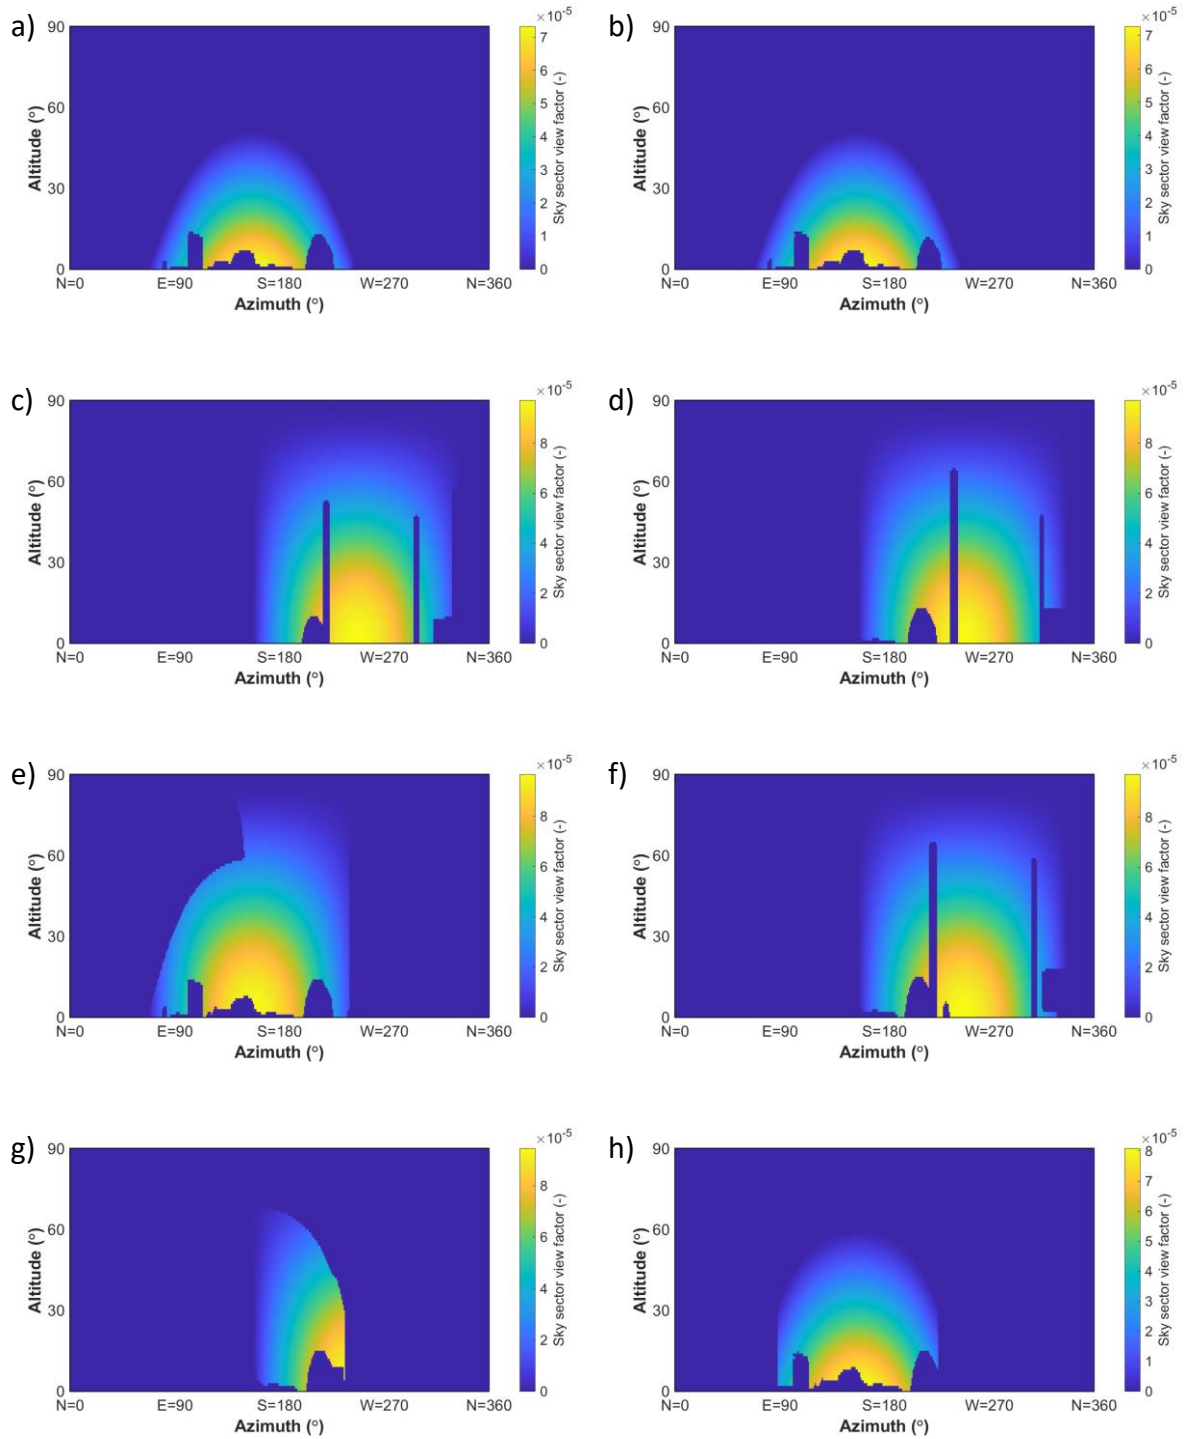 a)
×10⁻⁵
90
60
30
0
Altitude (°)
N=0 E=90 S=180 W=270 N=360
Azimuth (°)
7
6
5
4
3
2
1
0
Sky sector view factor (-)
b)
×10⁻⁵
90
60
30
0
Altitude (°)
N=0 E=90 S=180 W=270 N=360
Azimuth (°)
7
6
5
4
3
2
1
0
Sky sector view factor (-)
c)
×10⁻⁵
90
60
30
0
Altitude (°)
N=0 E=90 S=180 W=270 N=360
Azimuth (°)
8
6
4
2
0
Sky sector view factor (-)
d)
×10⁻⁵
90
60
30
0
Altitude (°)
N=0 E=90 S=180 W=270 N=360
Azimuth (°)
8
6
4
2
0
Sky sector view factor (-)
e)
×10⁻⁵
90
60
30
0
Altitude (°)
N=0 E=90 S=180 W=270 N=360
Azimuth (°)
8
6
4
2
0
Sky sector view factor (-)
f)
×10⁻⁵
90
60
30
0
Altitude (°)
N=0 E=90 S=180 W=270 N=360
Azimuth (°)
8
6
4
2
0
Sky sector view factor (-)
g)
×10⁻⁵
90
60
30
0
Altitude (°)
N=0 E=90 S=180 W=270 N=360
Azimuth (°)
8
6
4
2
0
Sky sector view factor (-)
h)
×10⁻⁵
90
60
30
0
Altitude (°)
N=0 E=90 S=180 W=270 N=360
Azimuth (°)
8
7
6
5
4
3
2
1
0
Sky sector view factor (-)